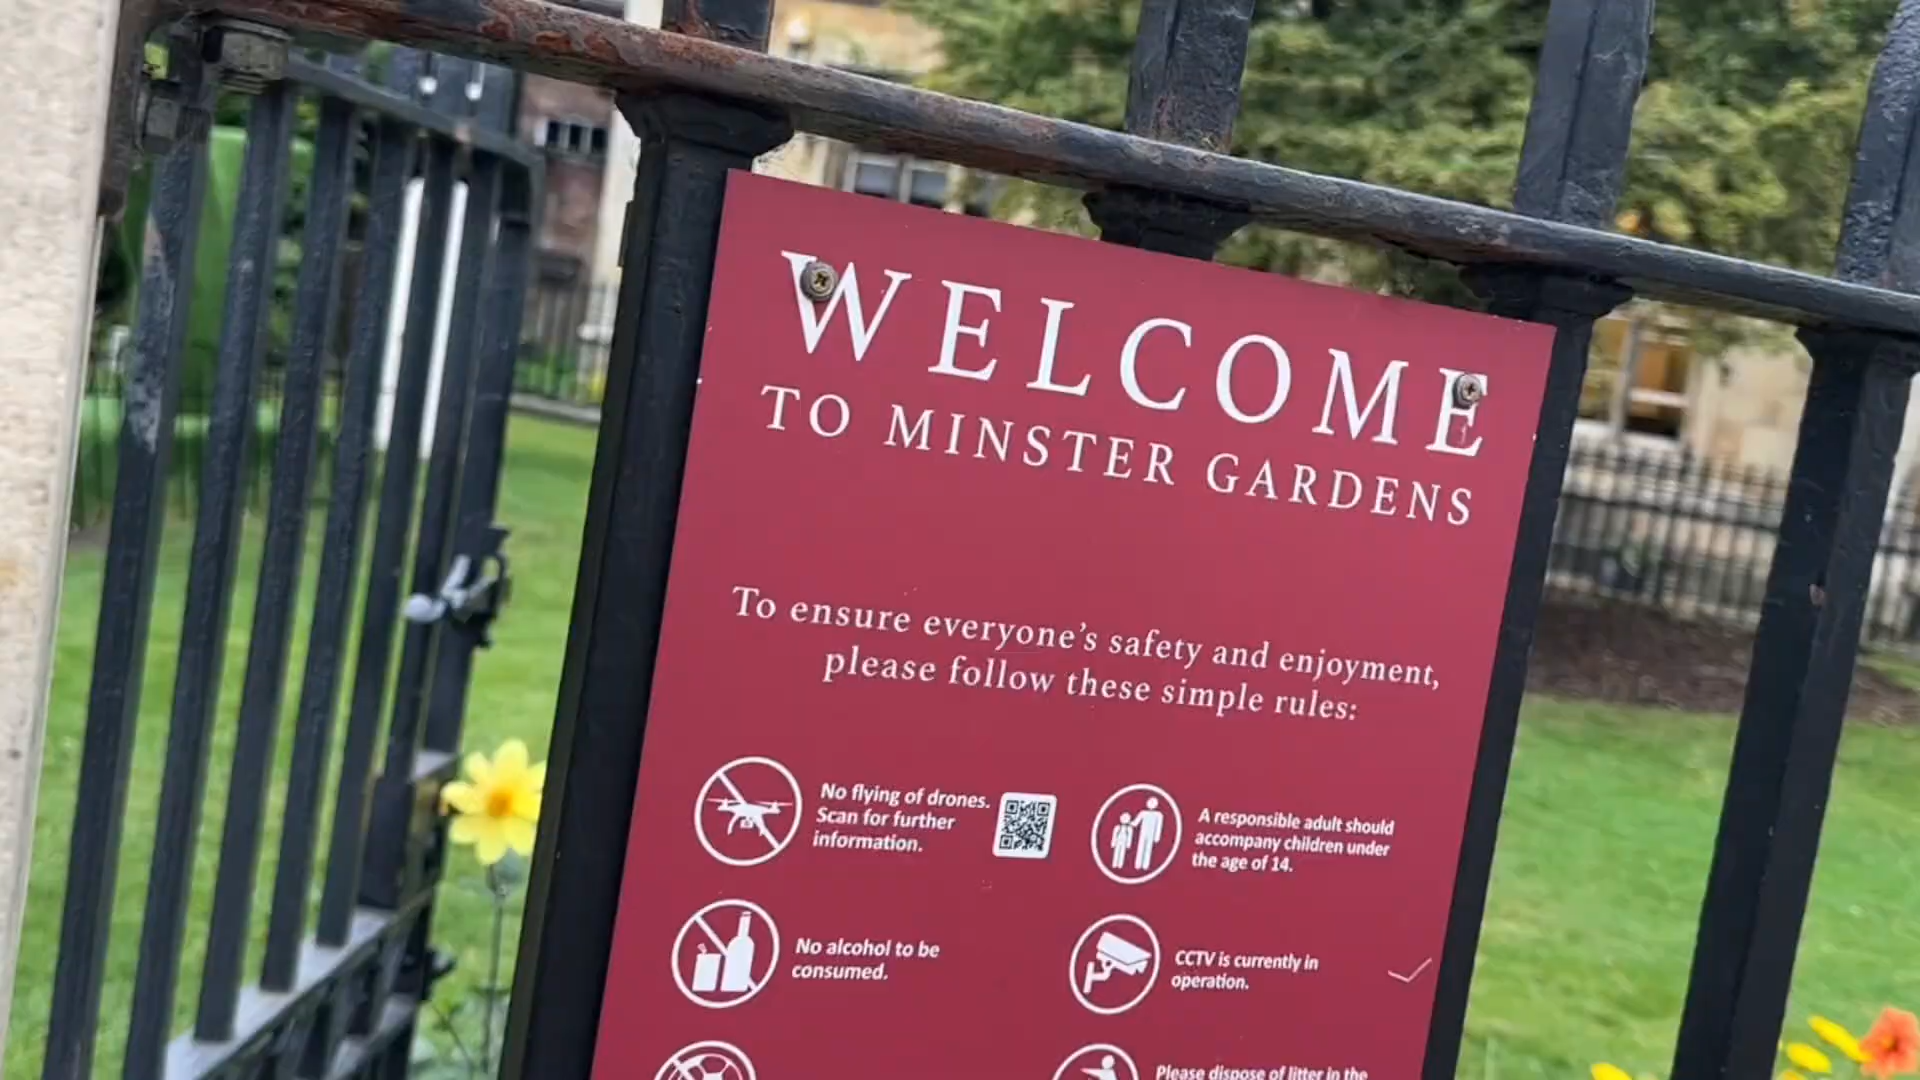 WELCOME
TO MINSTER GARDENS
To ensure everyone's safety and enjoyment,
please follow these simple rules:
No flying of drones.
Scan for further
information.
A responsible adult should
accompany children under
the age of 14.
No alcohol to be
consumed.
CCTV is currently in
operation.
Please dispose of litter in the